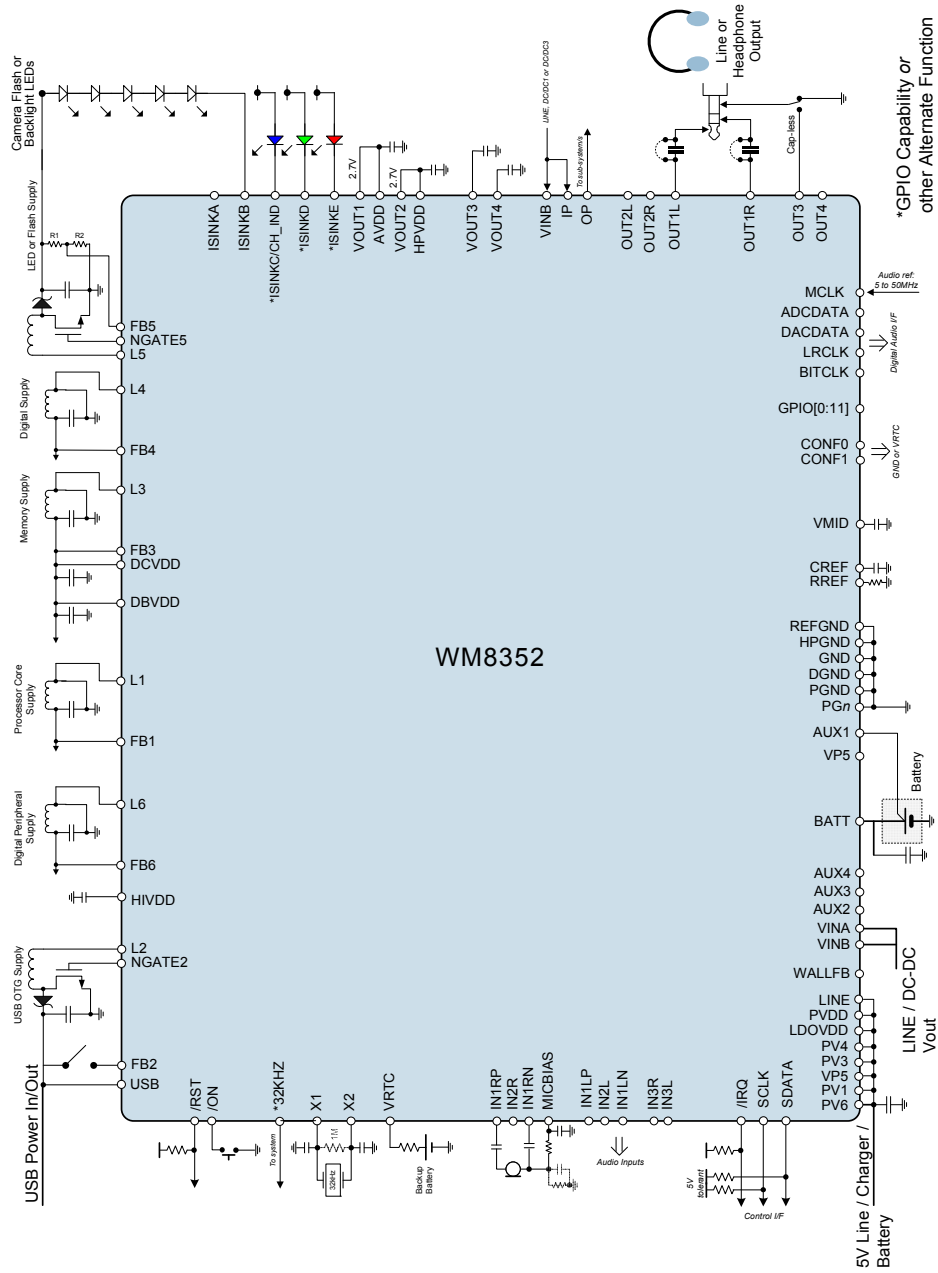 Camera Flash or
Backlight LEDs
LED or Flash Supply
R1
R2
FB5
NGATE5
L5
Digital Supply
L4
FB4
Memory Supply
L3
FB3
DCVDD
DBVDD
Processor Core
Supply
L1
FB1
Digital Peripheral
Supply
L6
FB6
HIVDD
USB OTG Supply
L2
NGATE2
FB2
USB
USB Power In/Out
ISINKA
ISINKB
*ISINKC/CH_IND
*ISINKD
*ISINKE
2.7V
VOUT1
AVDD
2.7V
VOUT2
HPVDD
VOUT3
VOUT4
LINE, DC/DC1 or DC/DC3
VINB
IP
To sub-system/s
OP
OUT2L
OUT2R
OUT1L
OUT1R
Cap-less
OUT3
OUT4
Line or
Headphone
Output
*GPIO Capability or
other Alternate Function
WM8352
MCLK
Audio ref:
5 to 50MHz
ADCDATA
DACDATA
LRCLK
BITCLK
Digital Audio I/F
GPIO[0:11]
CONF0
CONF1
GND or VRTC
VMID
CREF
RREF
REFGND
HPGND
GND
DGND
PGND
PGn
AUX1
VP5
Battery
BATT
AUX4
AUX3
AUX2
VINA
VINB
WALLFB
LINE / DC-DC
Vout
LINE
PVDD
LDOVDD
PV4
PV3
VP5
PV1
PV6
5V Line / Charger /
Battery
/RST
/ON
*32KHZ
To system
X1
X2
1M
32kHz
VRTC
Backup
Battery
IN1RP
IN2R
IN1RN
MICBIAS
IN1LP
IN2L
IN1LN
Audio Inputs
IN3R
IN3L
/IRQ
SCLK
SDATA
5V
tolerant
Control I/F